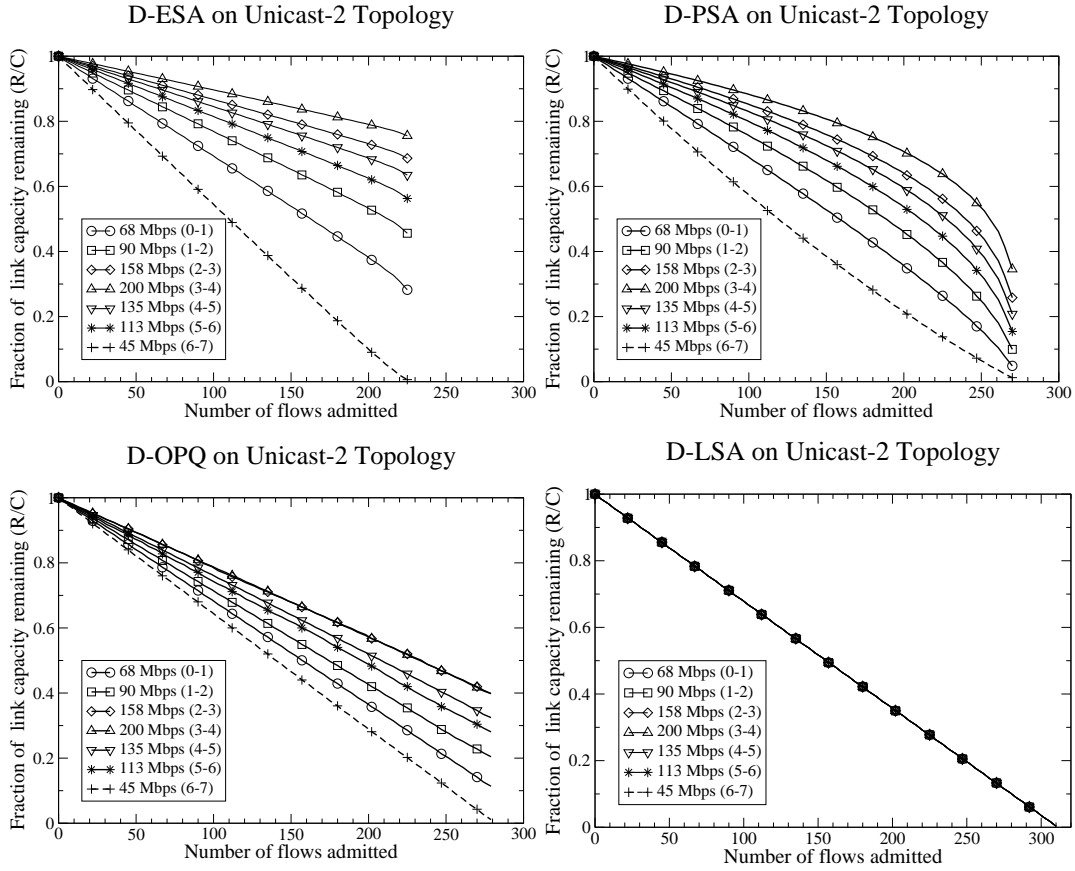 D-ESA on Unicast-2 Topology
Fraction of link capacity remaining (R/C)
1
0.8
0.6
0.4
0.2
0
68 Mbps (0-1)
90 Mbps (1-2)
158 Mbps (2-3)
200 Mbps (3-4)
135 Mbps (4-5)
113 Mbps (5-6)
45 Mbps (6-7)
0 50 100 150 200 250 300
Number of flows admitted
D-PSA on Unicast-2 Topology
Fraction of link capacity remaining (R/C)
1
0.8
0.6
0.4
0.2
0
68 Mbps (0-1)
90 Mbps (1-2)
158 Mbps (2-3)
200 Mbps (3-4)
135 Mbps (4-5)
113 Mbps (5-6)
45 Mbps (6-7)
0 50 100 150 200 250 300
Number of flows admitted
D-OPQ on Unicast-2 Topology
Fraction of link capacity remaining (R/C)
1
0.8
0.6
0.4
0.2
0
68 Mbps (0-1)
90 Mbps (1-2)
158 Mbps (2-3)
200 Mbps (3-4)
135 Mbps (4-5)
113 Mbps (5-6)
45 Mbps (6-7)
0 50 100 150 200 250 300
Number of flows admitted
D-LSA on Unicast-2 Topology
Fraction of link capacity remaining (R/C)
1
0.8
0.6
0.4
0.2
0
68 Mbps (0-1)
90 Mbps (1-2)
158 Mbps (2-3)
200 Mbps (3-4)
135 Mbps (4-5)
113 Mbps (5-6)
45 Mbps (6-7)
0 50 100 150 200 250 300
Number of flows admitted